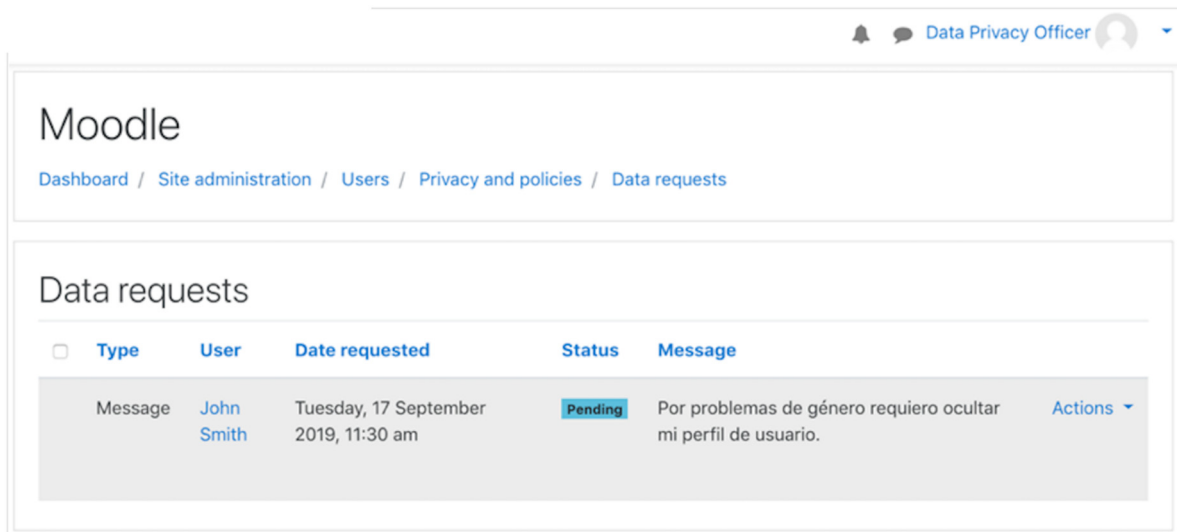 Data Privacy Officer
Moodle
Dashboard / Site administration / Users / Privacy and policies / Data requests
Data requests
Type User Date requested Status Message
Message John Smith Tuesday, 17 September 2019, 11:30 am Pending Por problemas de género requiero ocultar mi perfil de usuario. Actions